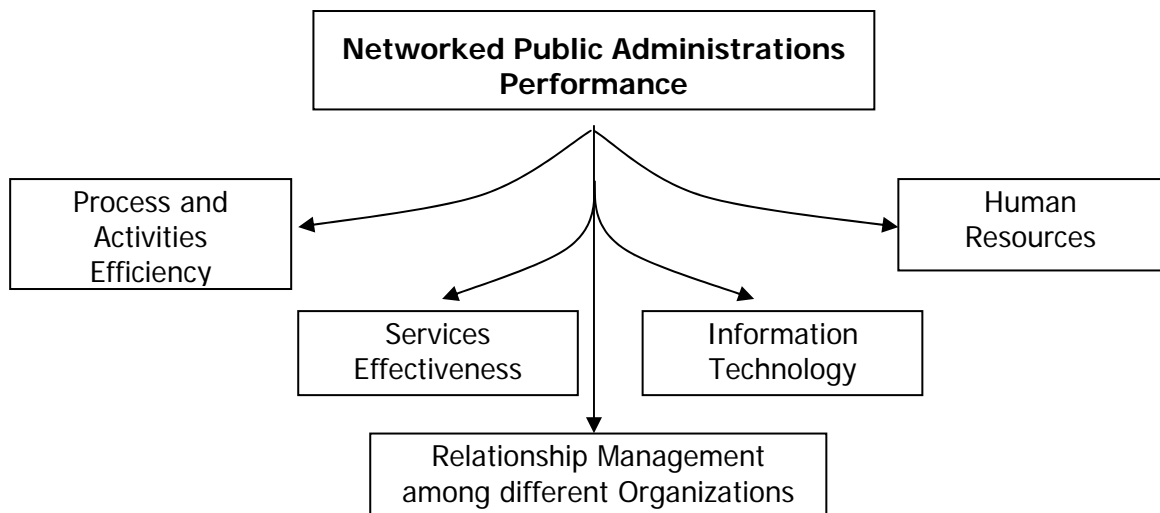 Networked Public Administrations
Performance
Process and
Activities
Efficiency
Human
Resources
Services
Effectiveness
Information
Technology
Relationship Management
among different Organizations